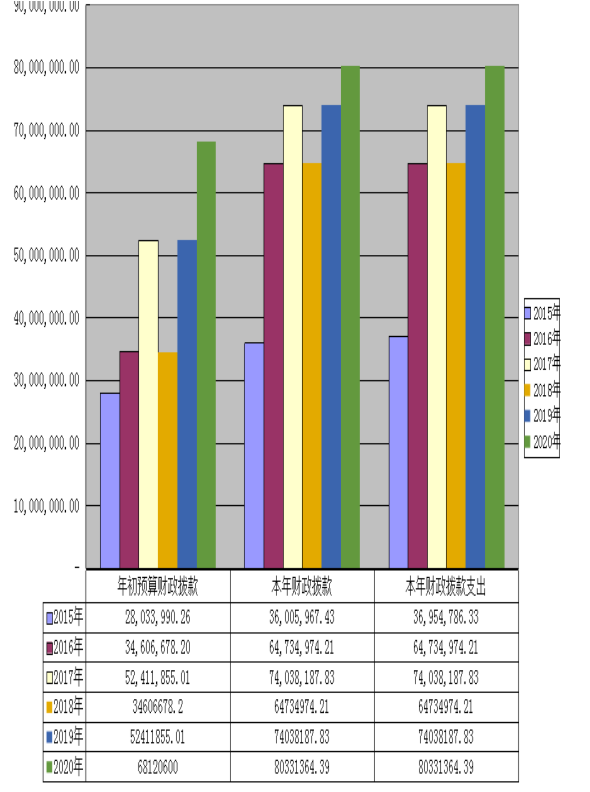 90,000,000.00
80,000,000.00
70,000,000.00
60,000,000.00
50,000,000.00
40,000,000.00
30,000,000.00
20,000,000.00
10,000,000.00
-
2015年
2016年
2017年
2018年
2019年
2020年
年初预算财政拨款 本年财政拨款 本年财政拨款支出
2015年 28,033,990.26 36,005,967.43 36,954,786.33
2016年 34,606,678.20 64,734,974.21 64,734,974.21
2017年 52,411,855.01 74,038,187.83 74,038,187.83
2018年 34606678.2 64734974.21 64734974.21
2019年 52411855.01 74038187.83 74038187.83
2020年 68120600 80331364.39 80331364.39